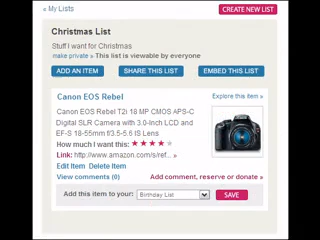 « My Lists
CREATE NEW LIST
Christmas List
Stuff I want for Christmas
make private » This list is viewable by everyone
ADD AN ITEM
SHARE THIS LIST
EMBED THIS LIST
Canon EOS Rebel
Explore this item »
Canon EOS Rebel T2i 18 MP CMOS APS-C
Digital SLR Camera with 3.0-Inch LCD and
EF-S 18-55mm f/3.5-5.6 IS Lens
How much I want this:
Link: http://www.amazon.com/s/ref... »
Edit Item Delete Item
View comments (0)
Add comment, reserve or donate »
Add this item to your:
Birthday List
SAVE